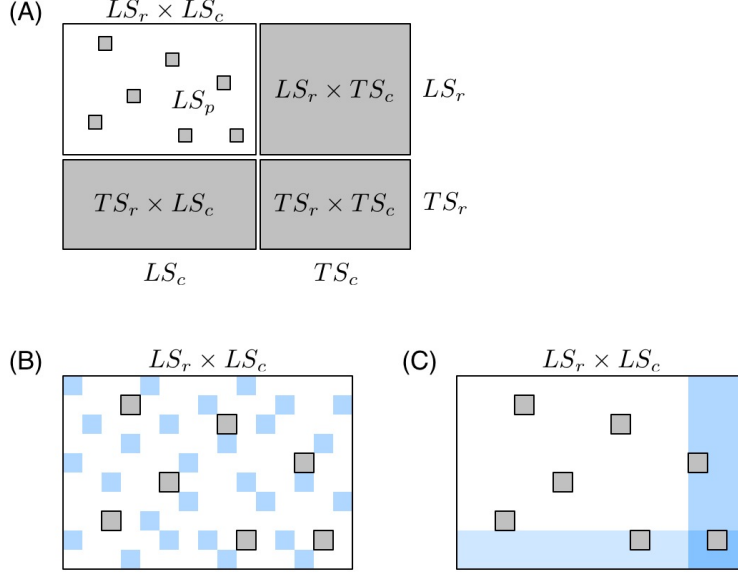 (A)
LS_r × LS_c
LS_p
LS_r × TS_c
LS_r
TS_r × LS_c
TS_r × TS_c
TS_r
LS_c
TS_c
(B)
LS_r × LS_c
(C)
LS_r × LS_c